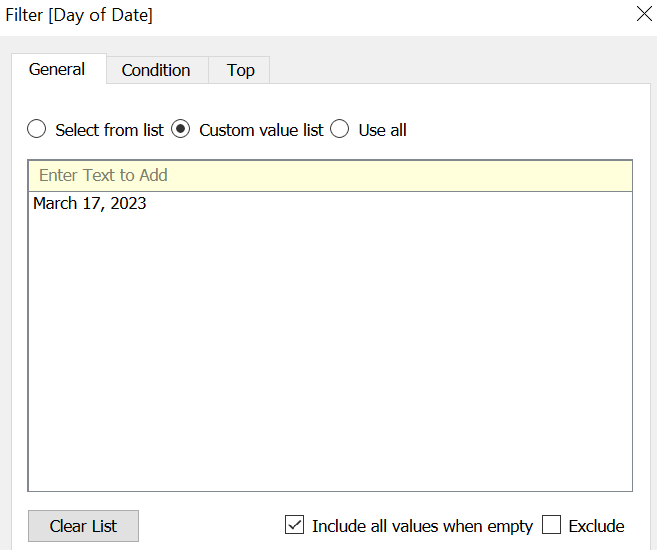 Filter [Day of Date]
General Condition Top
Select from list Custom value list Use all
Enter Text to Add
March 17, 2023
Clear List Include all values when empty Exclude